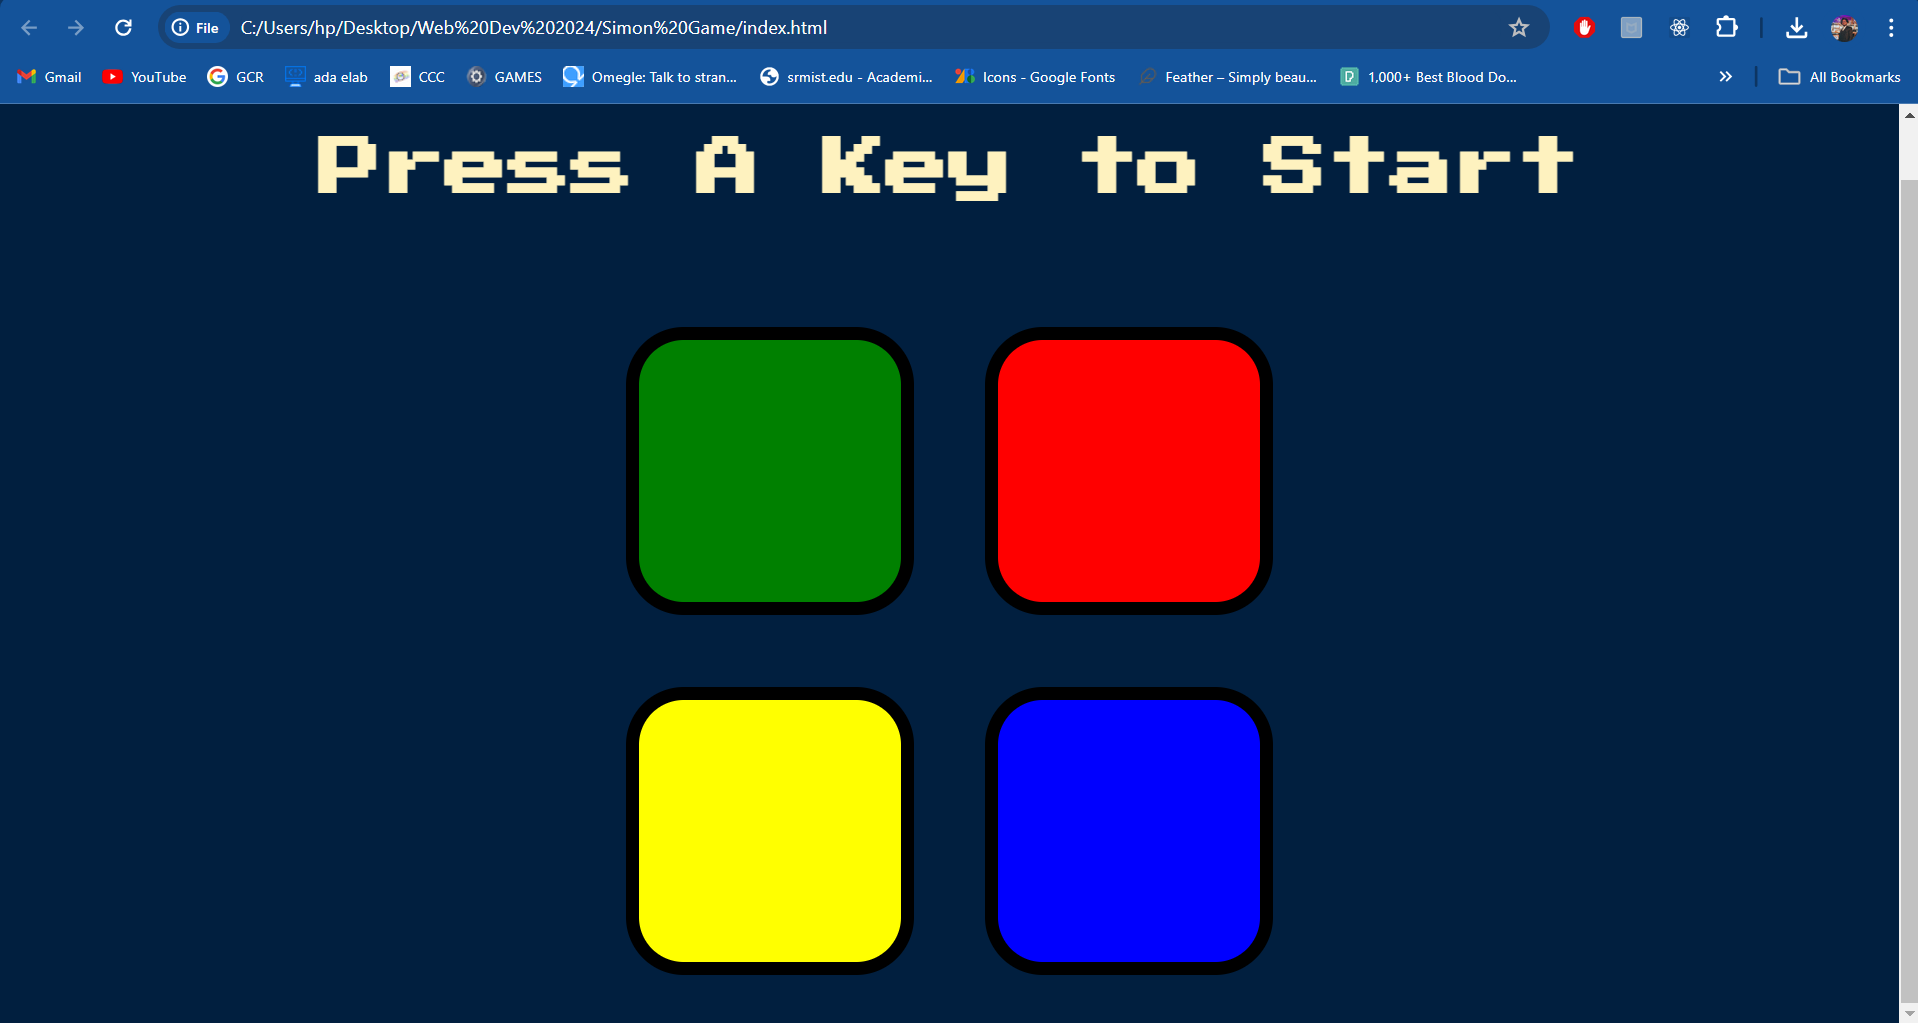 File C:/Users/hp/Desktop/Web%20Dev%202024/Simon%20Game/index.html
Gmail YouTube GCR ada elab CCC GAMES Omegle: Talk to stran... srmist.edu - Academi... Icons - Google Fonts Feather – Simply beau... 1,000+ Best Blood Do... » All Bookmarks
Press A Key to Start